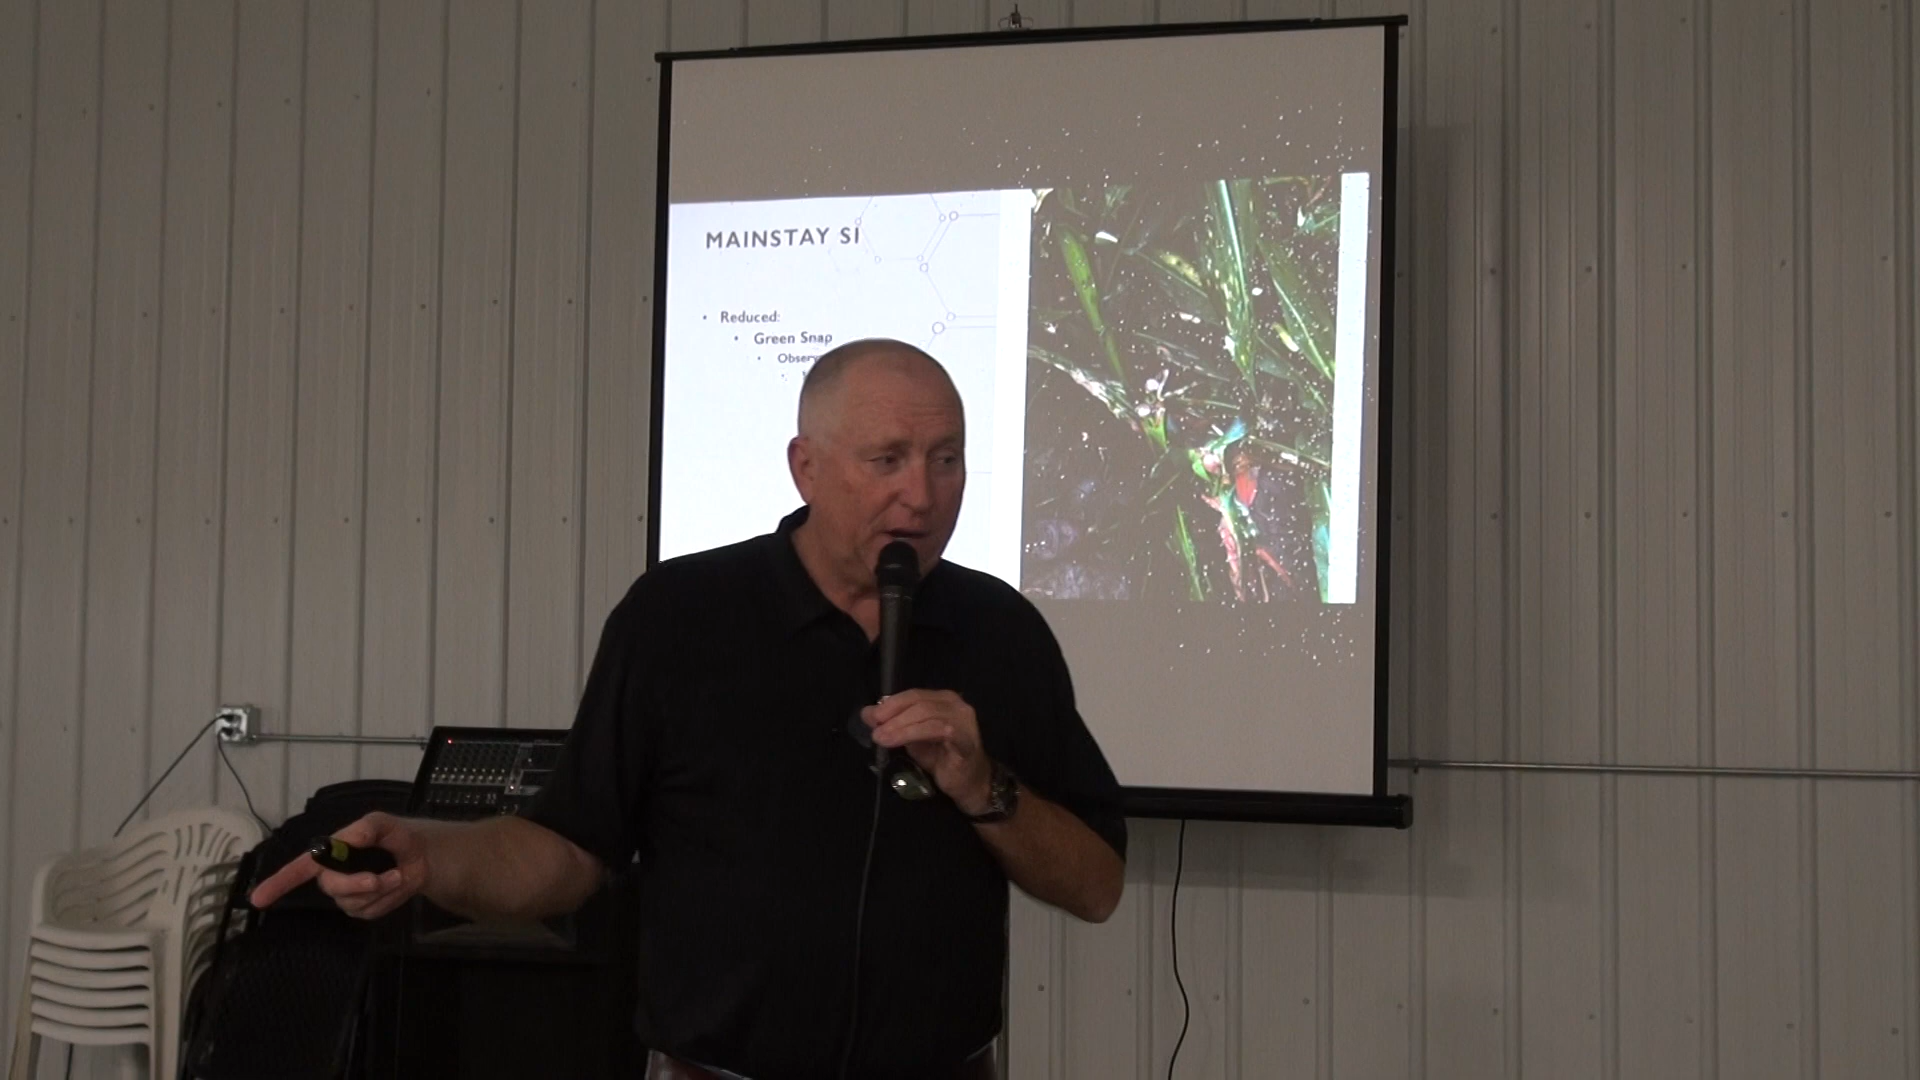 MAINSTAY SI
• Reduced:
• Green Snap